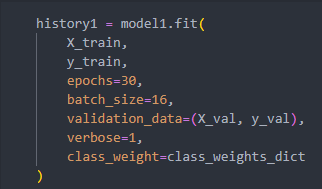 history1 = model1.fit(
    X_train,
    y_train,
    epochs=30,
    batch_size=16,
    validation_data=(X_val, y_val),
    verbose=1,
    class_weight=class_weights_dict
)